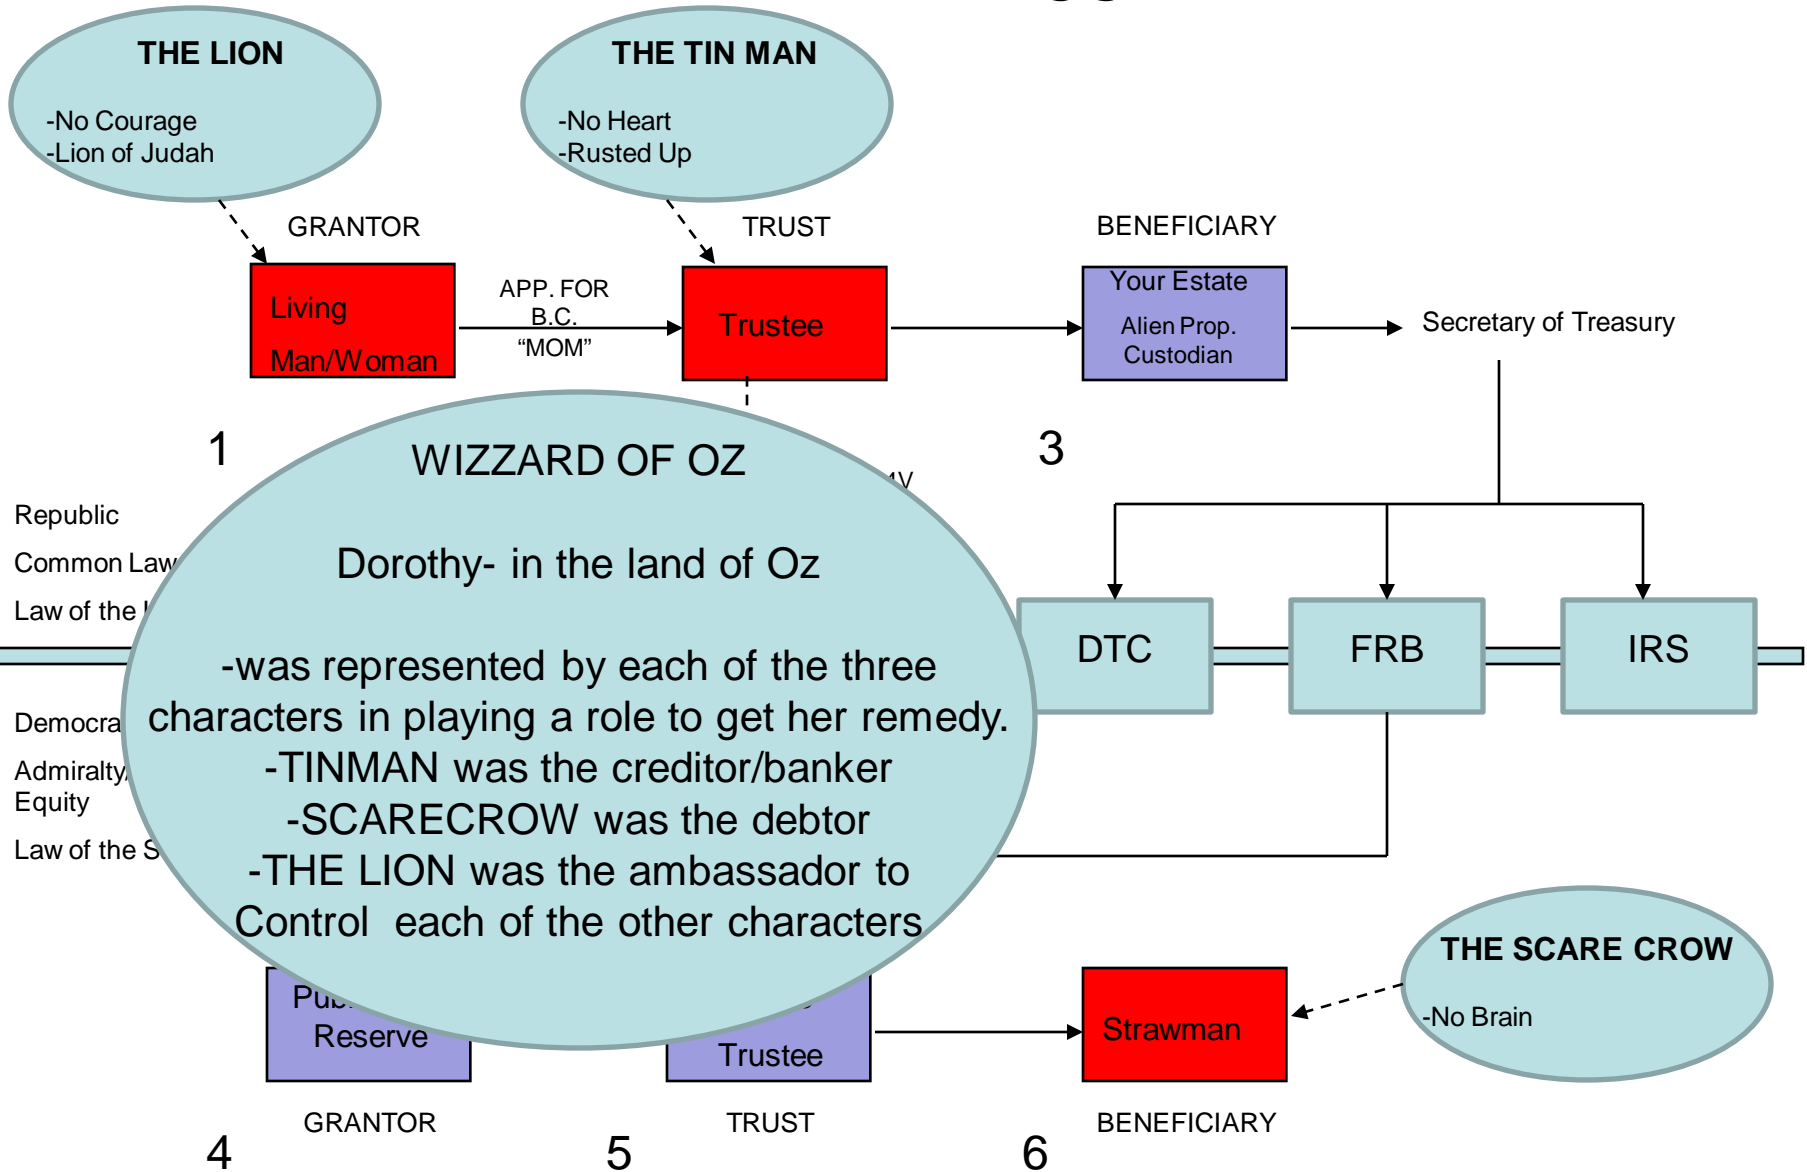 THE LION
-No Courage
-Lion of Judah
THE TIN MAN
-No Heart
-Rusted Up
GRANTOR
TRUST
BENEFICIARY
Living
Man/Woman
APP. FOR
B.C.
“MOM”
Trustee
Your Estate
Alien Prop.
Custodian
Secretary of Treasury
1
3
WIZZARD OF OZ
Dorothy- in the land of Oz
-was represented by each of the three
characters in playing a role to get her remedy.
-TINMAN was the creditor/banker
-SCARECROW was the debtor
-THE LION was the ambassador to
Control each of the other characters
Republic
Common Law
Law of the
DTC
FRB
IRS
Admiralty/
Equity
Law of the
Reserve
Trustee
Strawman
THE SCARE CROW
-No Brain
GRANTOR
TRUST
BENEFICIARY
4
5
6